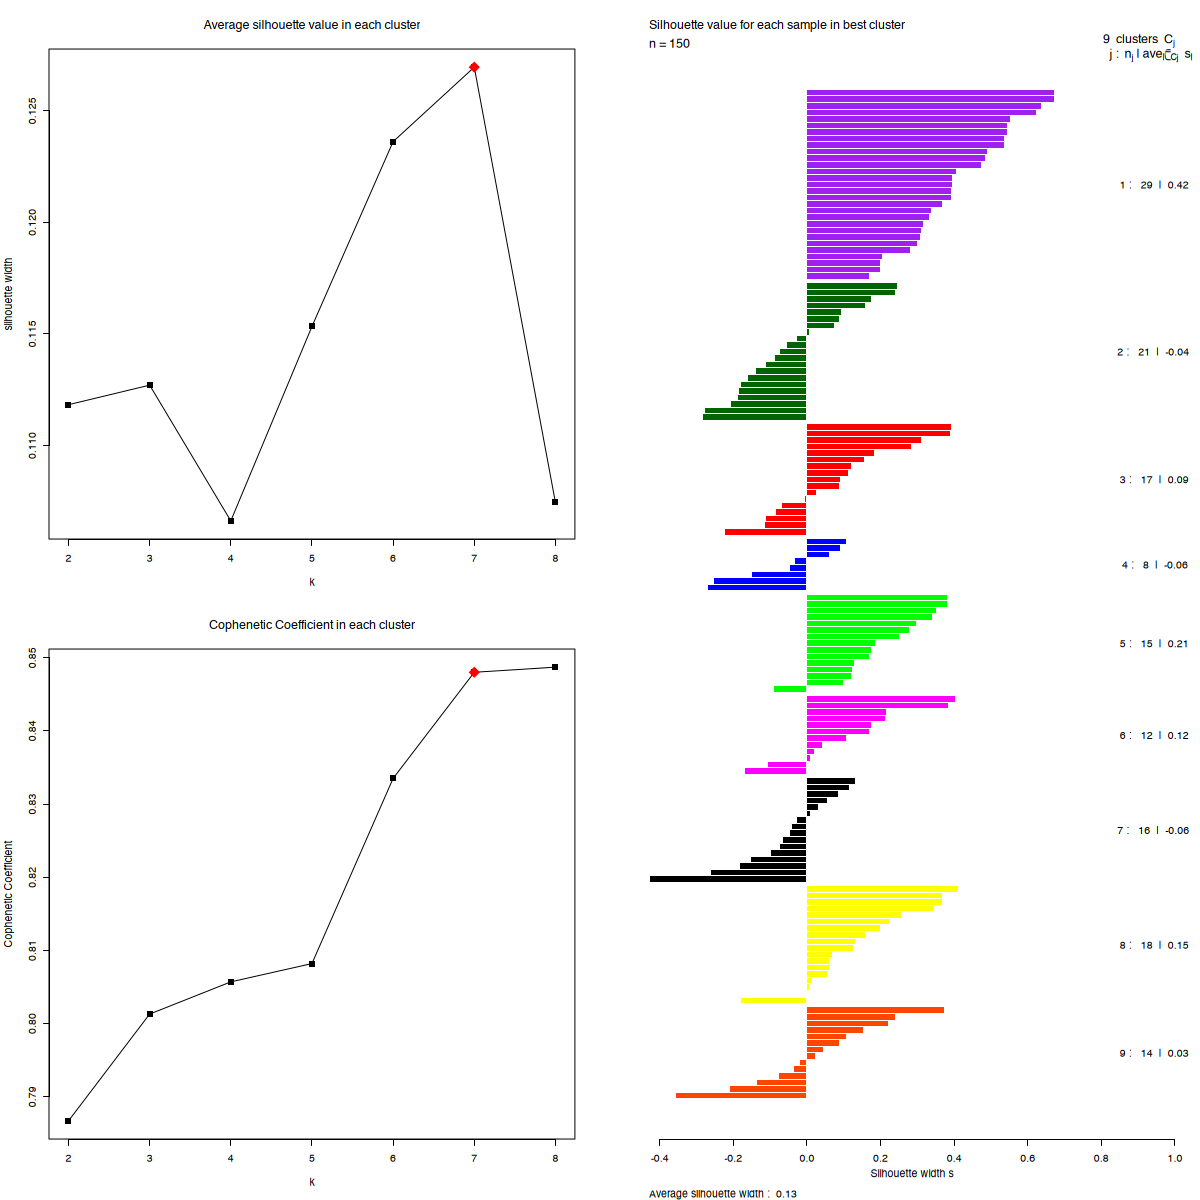 Average silhouette value in each cluster
silhouette width
0.110
0.115
0.120
0.125
2
3
4
5
6
7
8
k
Cophenetic Coefficient in each cluster
Cophenetic Coefficient
0.79
0.80
0.81
0.82
0.83
0.84
0.85
2
3
4
5
6
7
8
k
Silhouette value for each sample in best cluster
n = 150
9 clusters Cj
j : nj | avei∈Cj si
1 : 29 | 0.42
2 : 21 | -0.04
3 : 17 | 0.09
4 : 8 | -0.06
5 : 15 | 0.21
6 : 12 | 0.12
7 : 16 | -0.06
8 : 18 | 0.15
9 : 14 | 0.03
-0.4
-0.2
0.0
0.2
0.4
0.6
0.8
1.0
Silhouette width s
Average silhouette width : 0.13